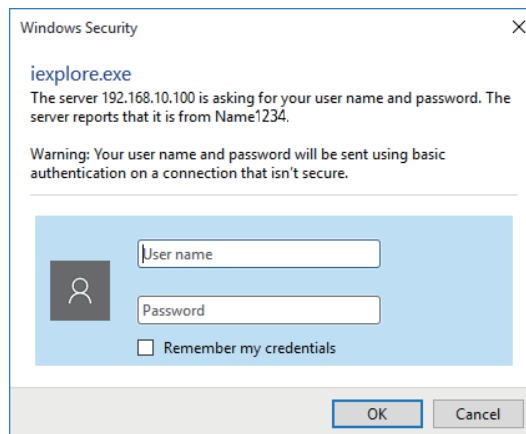 Windows Security
iexplore.exe
The server 192.168.10.100 is asking for your user name and password. The
server reports that it is from Name1234.
Warning: Your user name and password will be sent using basic
authentication on a connection that isn't secure.
User name
Password
Remember my credentials
OK Cancel